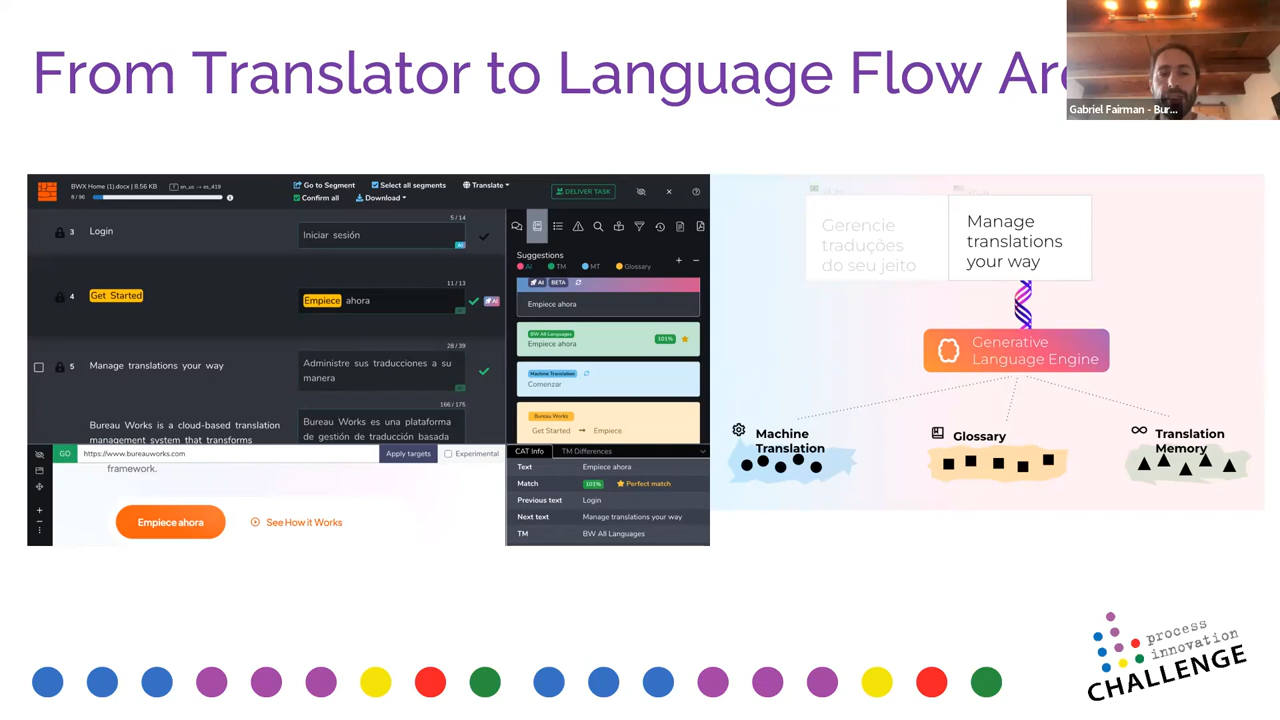 From Translator to Language Flow
Gabriel Fairman - Bur...
BWX Home (1).docx | 8.56 KB
en_us → es_419
8 / 96
Go to Segment
Select all segments
Translate
Confirm all
Download
DELIVER TASK
5 / 14
3 Login
Iniciar sesión
AI
11 / 13
4 Get Started
Empiece ahora
AI
28 / 39
5 Manage translations your way
Administre sus traducciones a su
manera
166 / 175
Bureau Works is a cloud-based translation
management system that transforms
Bureau Works es una plataforma
de gestión de traducción basada
Suggestions
AI TM MT Glossary
AI BETA
Empiece ahora
BW All Languages
Empiece ahora
101%
Machine Translation
Comenzar
Bureau Works
Get Started → Empiece
GO https://www.bureauworks.com
Apply targets
Experimental
framework.
Empiece ahora
See How it Works
CAT Info TM Differences
Text Empiece ahora
Match 101% Perfect match
Previous text Login
Next text Manage translations your way
TM BW All Languages
Gerencie
traduções
do seu jeito
Manage
translations
your way
Generative
Language Engine
Machine
Translation
Glossary
Translation
Memory
process
innovation
CHALLENGE